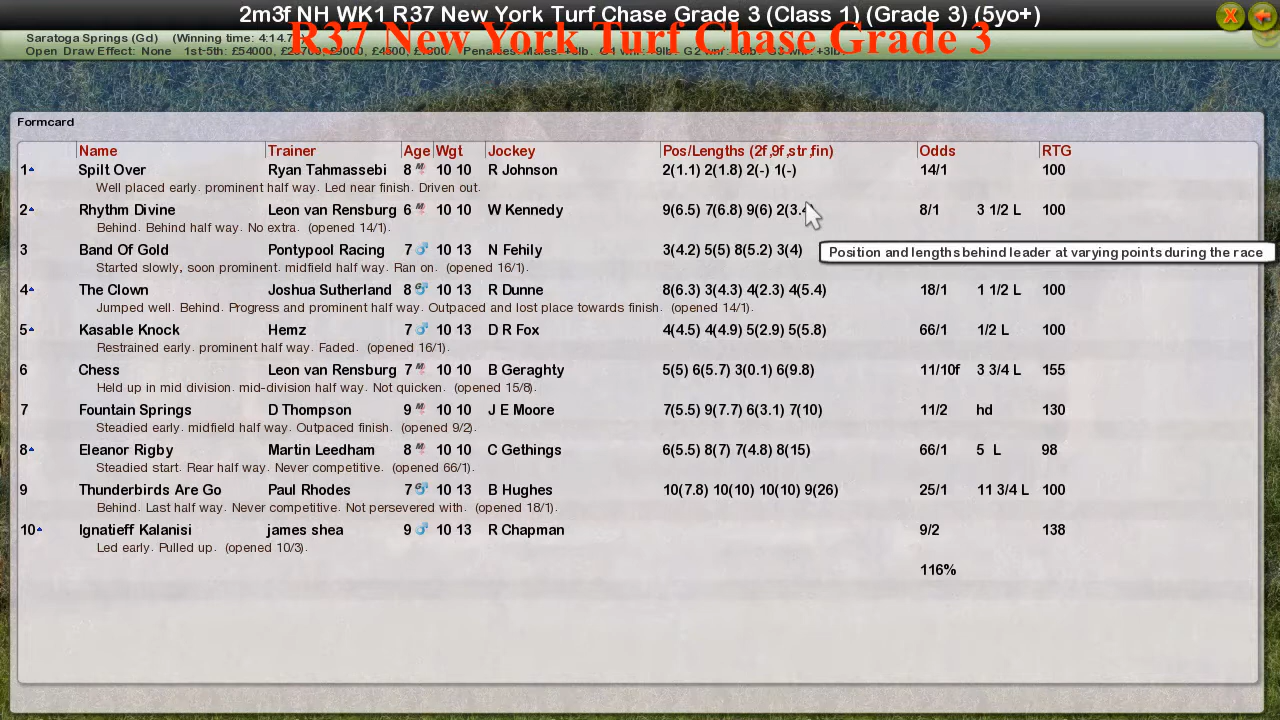 2m3f NH WK1 R37 New York Turf Chase Grade 3 (Class 1) (Grade 3) (5yo+)
R37 New York Turf Chase Grade 3
Saratoga Springs (Gd) (Winning time: 4:14.7
Open Draw Effect: None 1st-5th: £54000, £9000, £4500,
Formcard
Name Trainer Age Wgt Jockey Pos/Lengths (2f,9f,str,fin) Odds RTG
1 Spilt Over Ryan Tahmassebi 8 M 10 10 R Johnson 2(1.1) 2(1.8) 2(-) 1(-) 14/1 100
Well placed early. prominent half way. Led near finish. Driven out.
2 Rhythm Divine Leon van Rensburg 6 M 10 10 W Kennedy 9(6.5) 7(6.8) 9(6) 2(3.4 8/1 3 1/2 L 100
Behind. Behind half way. No extra. (opened 14/1).
3 Band Of Gold Pontypool Racing 7 10 13 N Fehily 3(4.2) 5(5) 8(5.2) 3(4)
Position and lengths behind leader at varying points during the race
Started slowly, soon prominent. midfield half way. Ran on. (opened 16/1).
4 The Clown Joshua Sutherland 8 G 10 13 R Dunne 8(6.3) 3(4.3) 4(2.3) 4(5.4) 18/1 1 1/2 L 100
Jumped well. Behind. Progress and prominent half way. Outpaced and lost place towards finish. (opened 14/1).
5 Kasable Knock Hemz 7 10 13 D R Fox 4(4.5) 4(4.9) 5(2.9) 5(5.8) 66/1 1/2 L 100
Restrained early. prominent half way. Faded. (opened 16/1).
6 Chess Leon van Rensburg 7 M 10 10 B Geraghty 5(5) 6(5.7) 3(0.1) 6(9.8) 11/10f 3 3/4 L 155
Held up in mid division. mid-division half way. Not quicken. (opened 15/8).
7 Fountain Springs D Thompson 9 M 10 10 J E Moore 7(5.5) 9(7.7) 6(3.1) 7(10) 11/2 hd 130
Steadied early. midfield half way. Outpaced finish. (opened 9/2).
8 Eleanor Rigby Martin Leedham 8 M 10 10 C Gethings 6(5.5) 8(7) 7(4.8) 8(15) 66/1 5 L 98
Steadied start. Rear half way. Never competitive. (opened 66/1).
9 Thunderbirds Are Go Paul Rhodes 7 G 10 13 B Hughes 10(7.8) 10(10) 10(10) 9(26) 25/1 11 3/4 L 100
Behind. Last half way. Never competitive. Not persevered with. (opened 18/1).
10 Ignatieff Kalanisi james shea 9 10 13 R Chapman 9/2 138
Led early. Pulled up. (opened 10/3).
116%